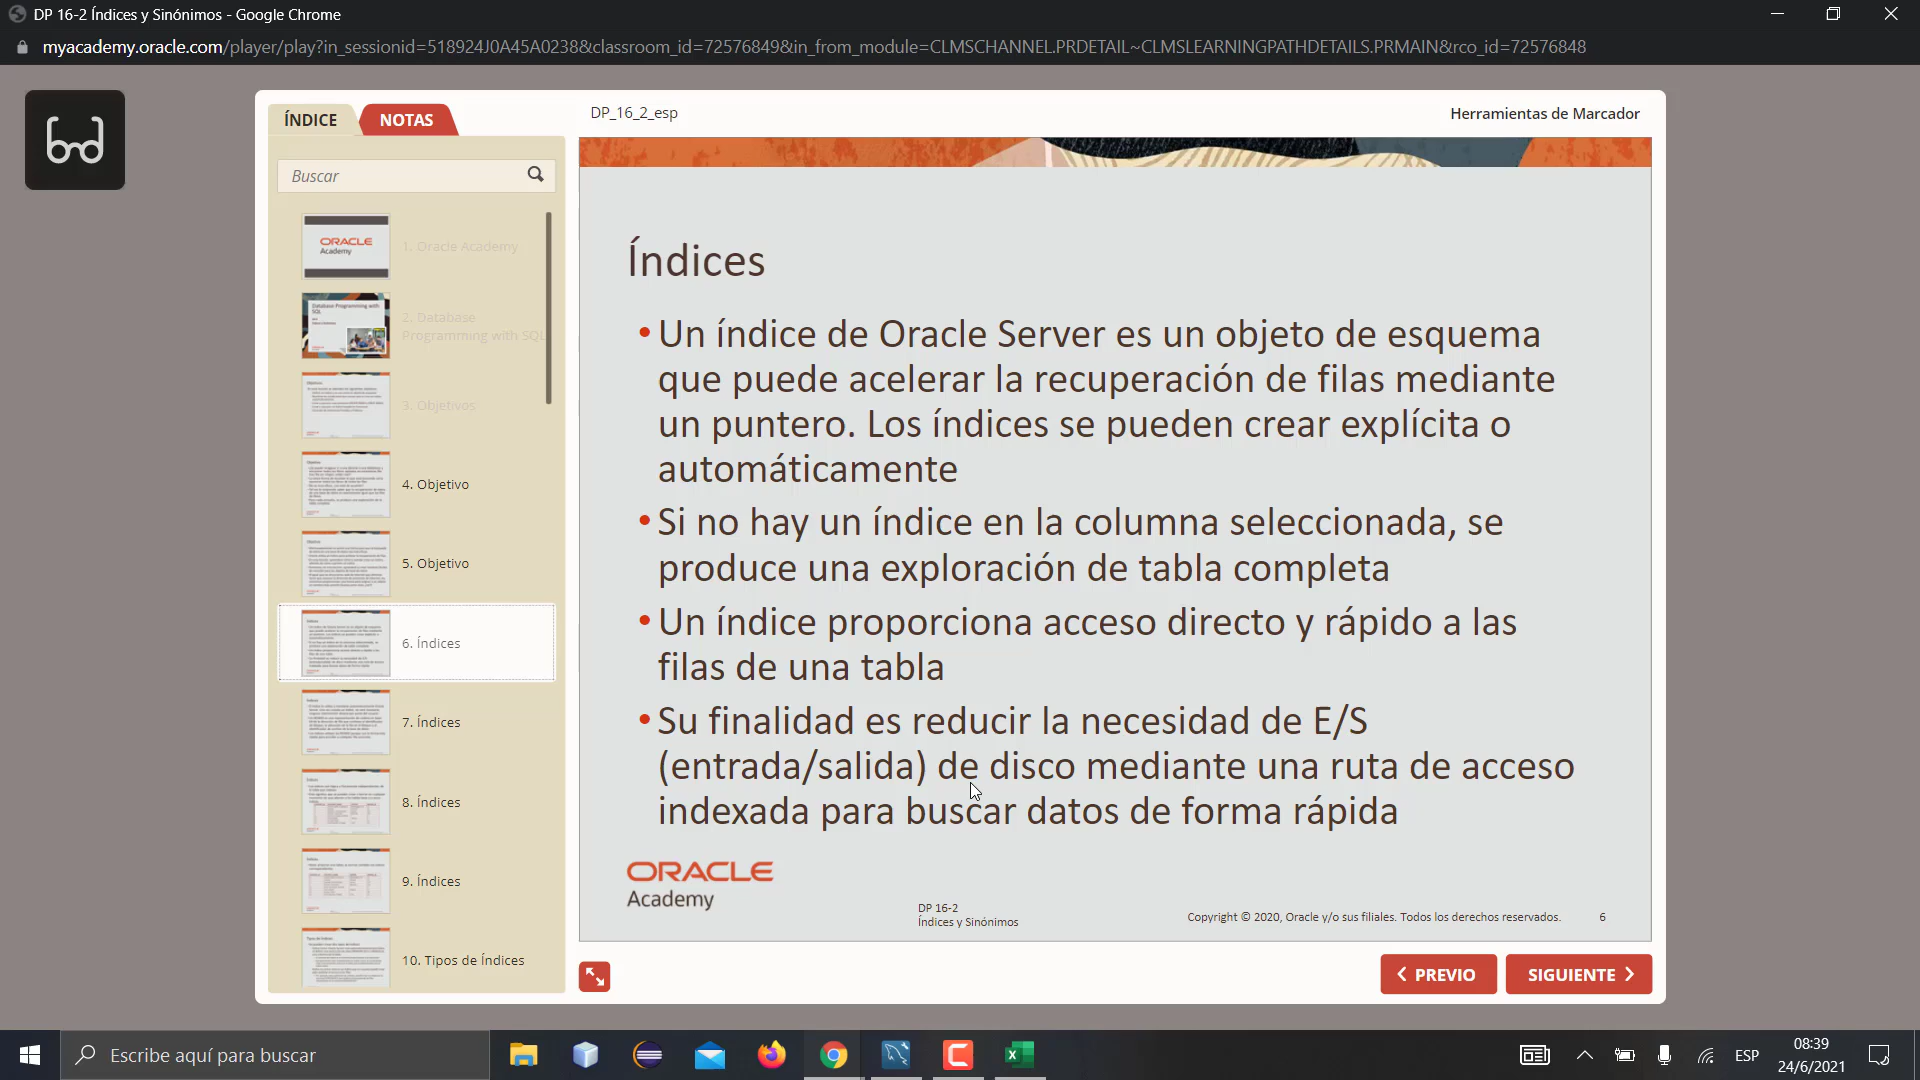 DP 16-2 Índices y Sinónimos - Google Chrome
myacademy.oracle.com/player/play?in_sessionid=518924J0A45A0238&classroom_id=72576849&in_from_module=CLMSCHANNEL.PRDETAIL~CLMSLEARNINGPATHDETAILS.PRMAIN&rco_id=72576848
ÍNDICE
NOTAS
DP_16_2_esp
Herramientas de Marcador
Buscar
ORACLE
Academy
1. Oracle Academy
Database Programming with
SQL
2. Database
Programming with SQL
3. Objetivos
4. Objetivo
5. Objetivo
6. Índices
7. Índices
8. Índices
9. Índices
10. Tipos de Índices
Índices
•Un índice de Oracle Server es un objeto de esquema
que puede acelerar la recuperación de filas mediante
un puntero. Los índices se pueden crear explícita o
automáticamente
•Si no hay un índice en la columna seleccionada, se
produce una exploración de tabla completa
•Un índice proporciona acceso directo y rápido a las
filas de una tabla
•Su finalidad es reducir la necesidad de E/S
(entrada/salida) de disco mediante una ruta de acceso
indexada para buscar datos de forma rápida
ORACLE
Academy
DP 16-2
Índices y Sinónimos
Copyright © 2020, Oracle y/o sus filiales. Todos los derechos reservados.
6
PREVIO
SIGUIENTE
Escribe aquí para buscar
ESP
08:39
24/6/2021